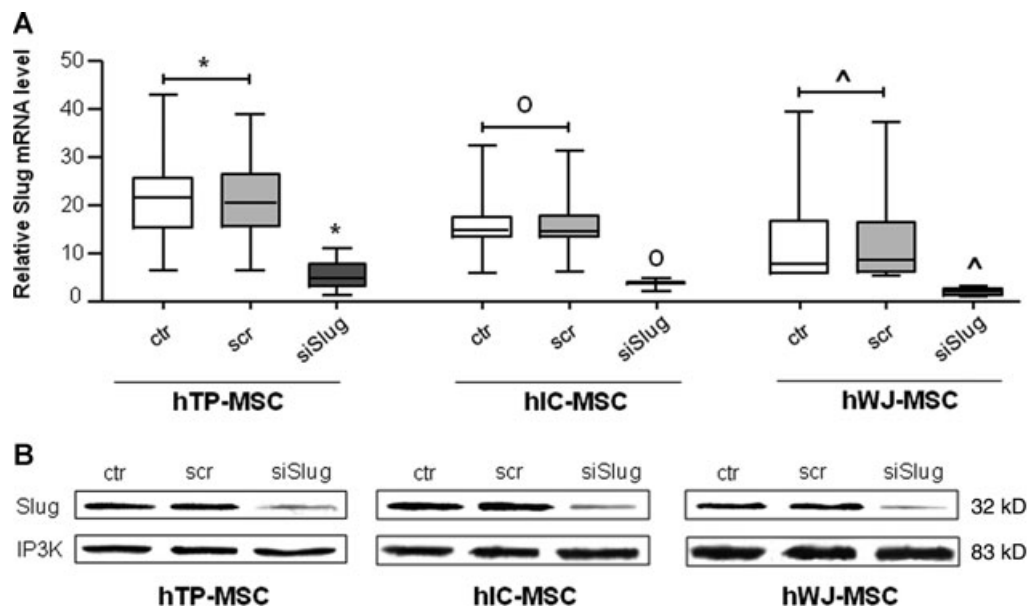 A
Relative Slug mRNA level
50
40
30
20
10
0
* O ^
* O ^
ctr scr siSlug ctr scr siSlug ctr scr siSlug
hTP-MSC hIC-MSC hWJ-MSC
B
ctr scr siSlug ctr scr siSlug ctr scr siSlug
Slug 32 kD
IP3K 83 kD
hTP-MSC hIC-MSC hWJ-MSC